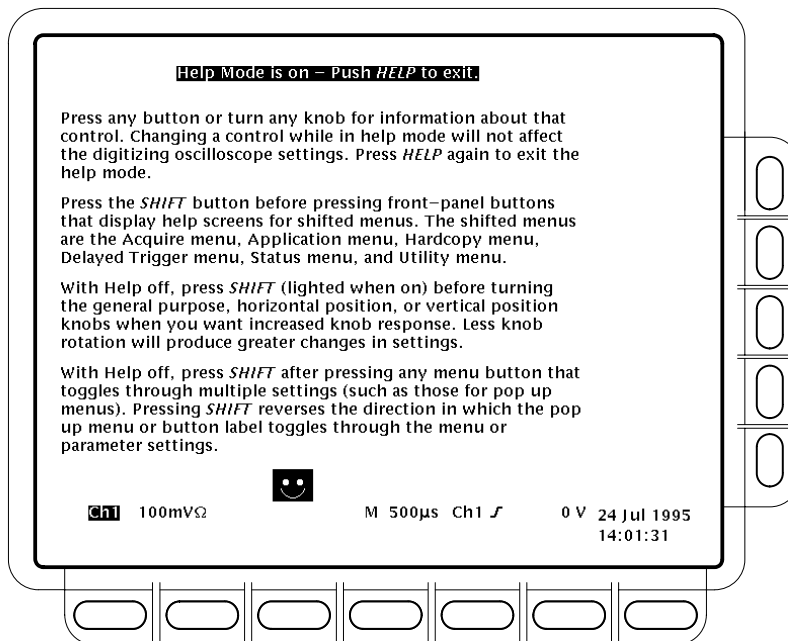 Help Mode is on – Push HELP to exit.
Press any button or turn any knob for information about that
control. Changing a control while in help mode will not affect
the digitizing oscilloscope settings. Press HELP again to exit the
help mode.
Press the SHIFT button before pressing front–panel buttons
that display help screens for shifted menus. The shifted menus
are the Acquire menu, Application menu, Hardcopy menu,
Delayed Trigger menu, Status menu, and Utility menu.
With Help off, press SHIFT (lighted when on) before turning
the general purpose, horizontal position, or vertical position
knobs when you want increased knob response. Less knob
rotation will produce greater changes in settings.
With Help off, press SHIFT after pressing any menu button that
toggles through multiple settings (such as those for pop up
menus). Pressing SHIFT reverses the direction in which the pop
up menu or button label toggles through the menu or
parameter settings.
Ch1 100mVΩ M 500µs Ch1 0 V 24 Jul 1995
14:01:31